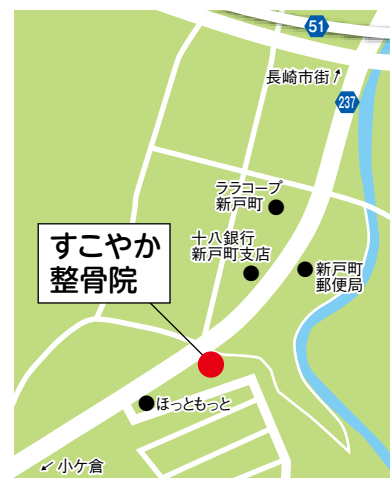 51
長崎市街↑
237
ララコープ
新戸町
十八銀行
新戸町支店
新戸町
郵便局
すこやか
整骨院
ほっともっと
↙小ケ倉